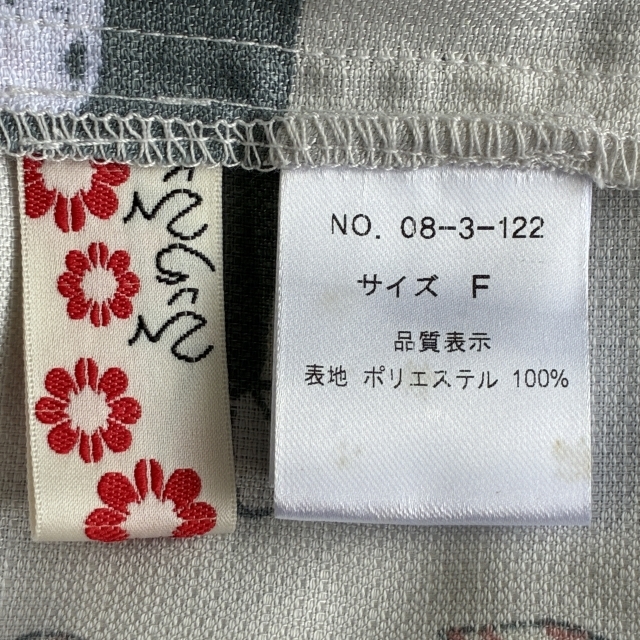 NO. 08-3-122
サイズ F
品質表示
表地 ポリエステル 100%